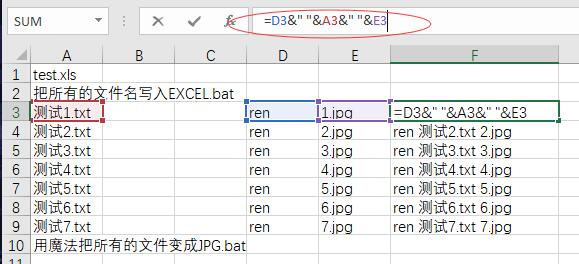 SUM fx =D3&" "&A3&" "&E3
A B C D E F
1 test.xls
2 把所有的文件名写入EXCEL.bat
3 测试1.txt ren 1.jpg =D3&" "&A3&" "&E3
4 测试2.txt ren 2.jpg ren 测试2.txt 2.jpg
5 测试3.txt ren 3.jpg ren 测试3.txt 3.jpg
6 测试4.txt ren 4.jpg ren 测试4.txt 4.jpg
7 测试5.txt ren 5.jpg ren 测试5.txt 5.jpg
8 测试6.txt ren 6.jpg ren 测试6.txt 6.jpg
9 测试7.txt ren 7.jpg ren 测试7.txt 7.jpg
10 用魔法把所有的文件变成JPG.bat